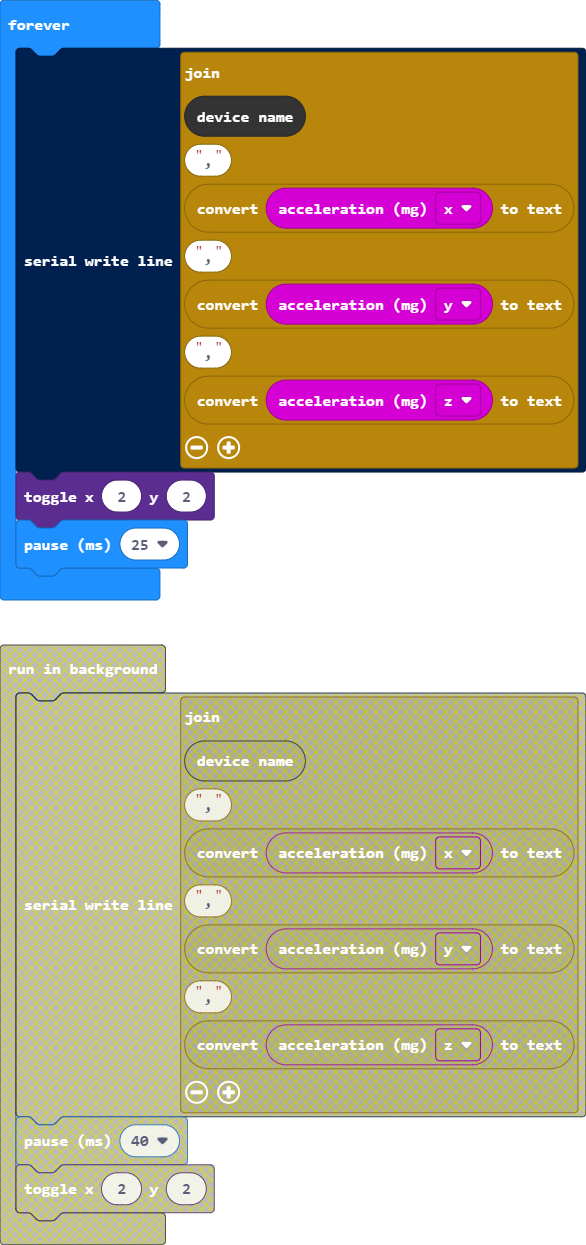 forever
join
device name
","
convert acceleration (mg) x to text
","
serial write line
convert acceleration (mg) y to text
","
convert acceleration (mg) z to text
toggle x 2 y 2
pause (ms) 25
run in background
join
device name
","
convert acceleration (mg) x to text
","
serial write line
convert acceleration (mg) y to text
","
convert acceleration (mg) z to text
pause (ms) 40
toggle x 2 y 2